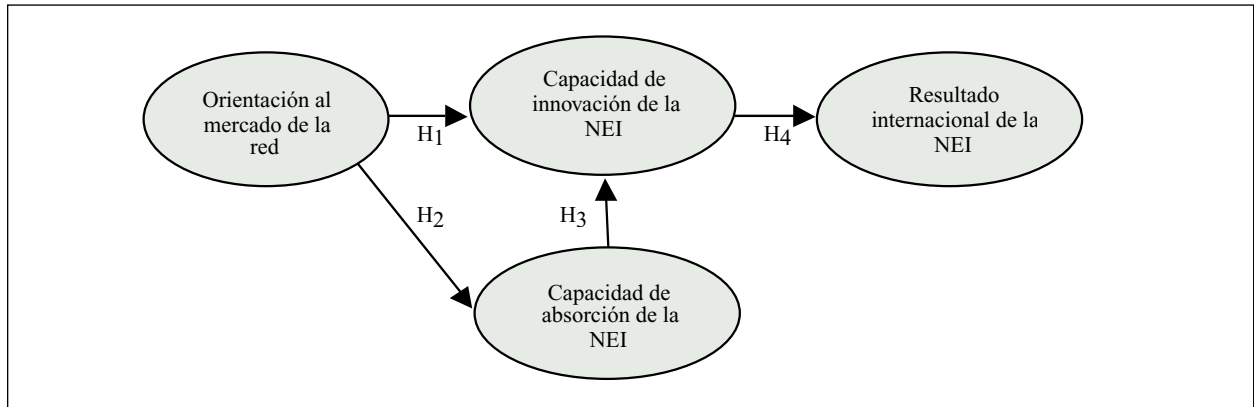 Orientación al
mercado de la
red
H1
Capacidad de
innovación de la
NEI
H4
Resultado
internacional de la
NEI
H2
H3
Capacidad de
absorción de la
NEI